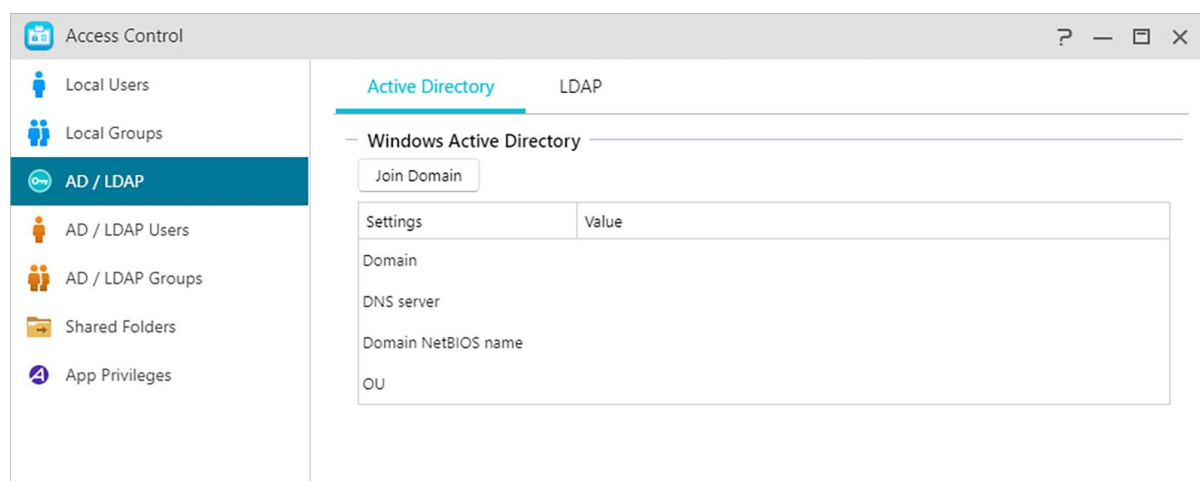 Access Control
Local Users
Local Groups
AD / LDAP
AD / LDAP Users
AD / LDAP Groups
Shared Folders
App Privileges
Active Directory LDAP
Windows Active Directory
Join Domain
Settings Value
Domain
DNS server
Domain NetBIOS name
OU